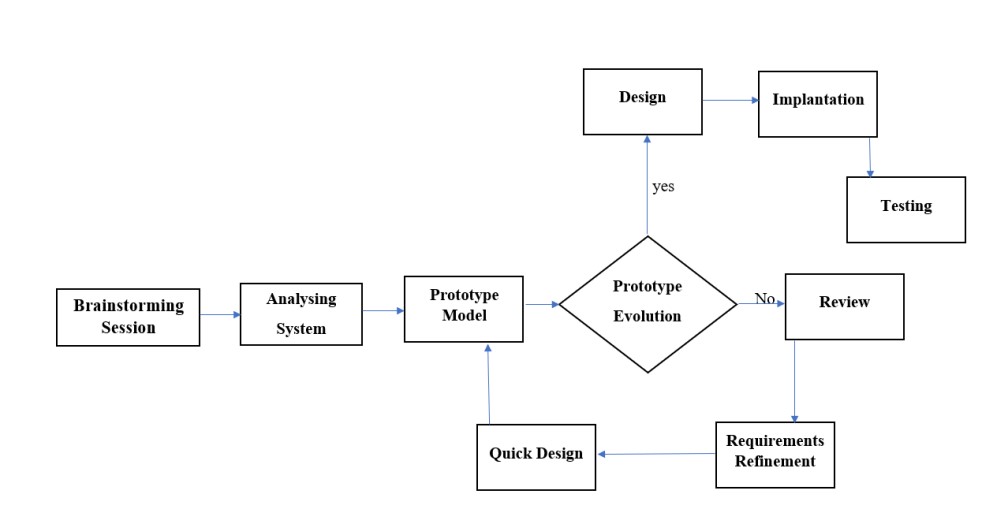 Design
Implantation
yes
Testing
Brainstorming
Session
Analysing
System
Prototype
Model
Prototype
Evolution
No
Review
Quick Design
Requirements
Refinement